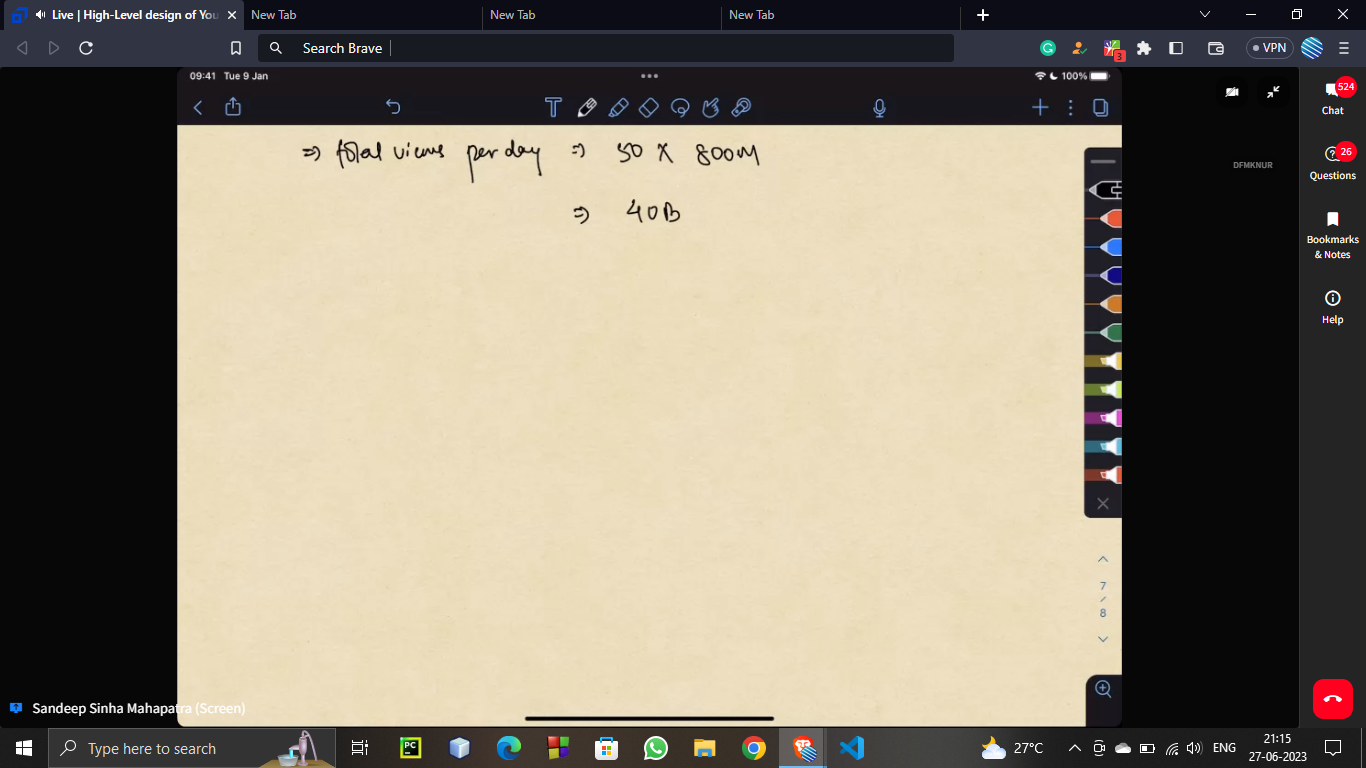 Live | High-Level design of You
New Tab
New Tab
New Tab
Search Brave
3
VPN
09:41 Tue 9 Jan
100%
⇒ total views per day ⇒ 50 X 800M
⇒ 40B
DFMKNUR
524
Chat
26
Questions
Bookmarks
& Notes
Help
7
/
8
Sandeep Sinha Mahapatra (Screen)
Type here to search
PC
27°C
ENG
21:15
27-06-2023